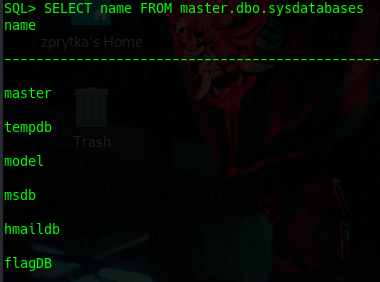 SQL> SELECT name FROM master.dbo.sysdatabases
name
zprytka's Home
--------------------------------------------------
master
tempdb
model
Trash
msdb
hmaildb
flagDB